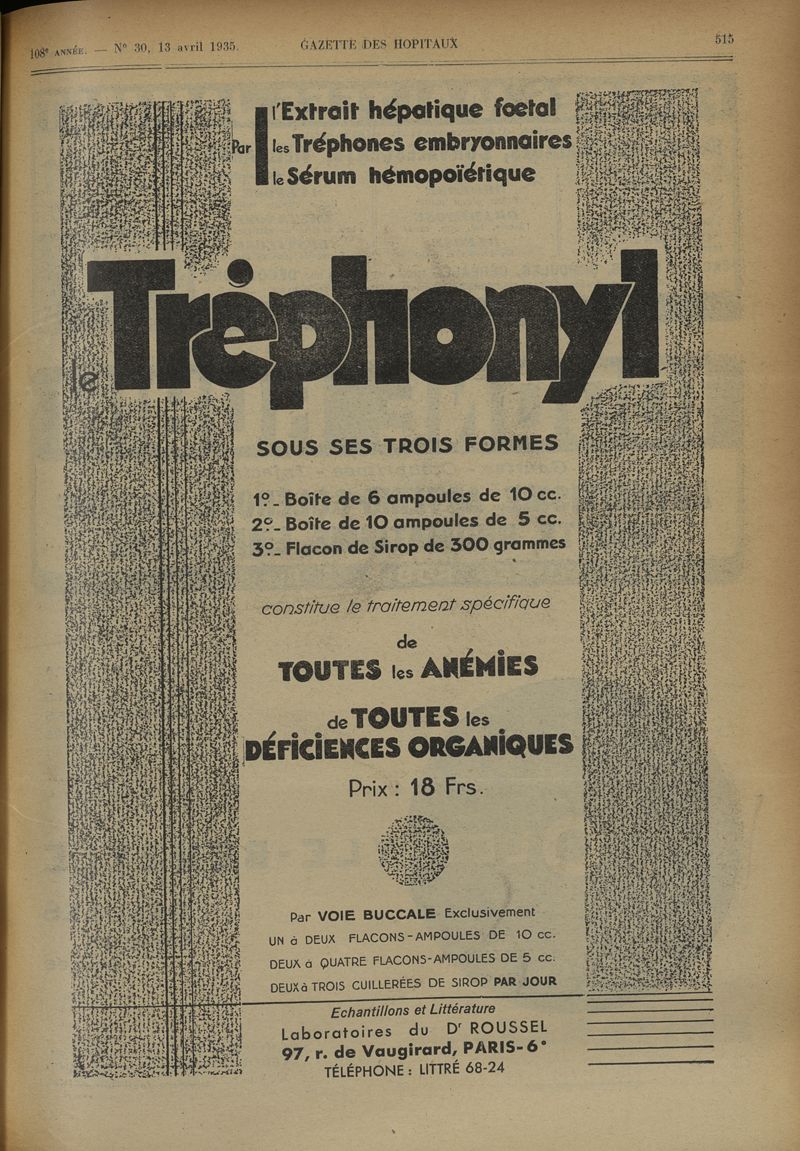 108e ANNÉE. — N° 30, 13 avril 1935.
GAZETTE DES HOPITAUX
515
Par
l'Extrait hépatique foetal
les Tréphones embryonnaires
le Sérum hémopoïétique
le Tréphonyl
SOUS SES TROIS FORMES
1º_ Boîte de 6 ampoules de 10 cc.
2º_ Boîte de 10 ampoules de 5 cc.
3º_ Flacon de Sirop de 300 grammes
constitue le traitement spécifique
de
TOUTES les ANÉMIES
de TOUTES les
DÉFICIENCES ORGANIQUES
Prix : 18 Frs.
Par VOIE BUCCALE Exclusivement
UN à DEUX FLACONS-AMPOULES DE 10 cc.
DEUX à QUATRE FLACONS-AMPOULES DE 5 cc.
DEUX à TROIS CUILLERÉES DE SIROP PAR JOUR
Echantillons et Littérature
Laboratoires du Dr ROUSSEL
97, r. de Vaugirard, PARIS-6e
TÉLÉPHONE : LITTRÉ 68-24